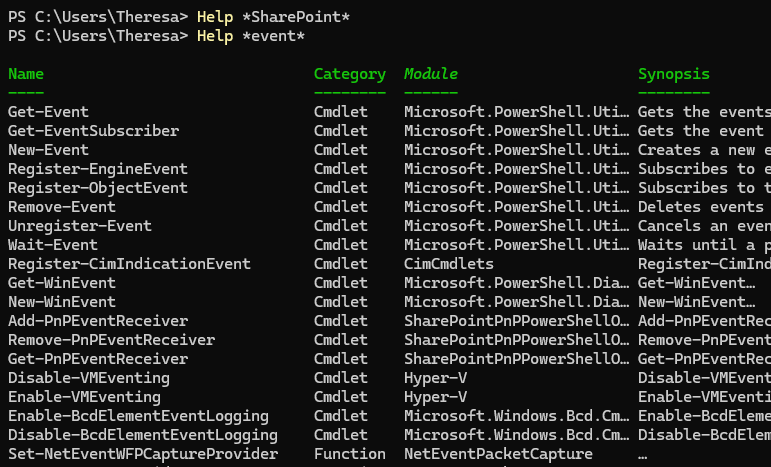 PS C:\Users\Theresa> Help *SharePoint*
PS C:\Users\Theresa> Help *event*
Name Category Module Synopsis
---- -------- ------ --------
Get-Event Cmdlet Microsoft.PowerShell.Uti… Gets the events
Get-EventSubscriber Cmdlet Microsoft.PowerShell.Uti… Gets the event
New-Event Cmdlet Microsoft.PowerShell.Uti… Creates a new e
Register-EngineEvent Cmdlet Microsoft.PowerShell.Uti… Subscribes to e
Register-ObjectEvent Cmdlet Microsoft.PowerShell.Uti… Subscribes to t
Remove-Event Cmdlet Microsoft.PowerShell.Uti… Deletes events
Unregister-Event Cmdlet Microsoft.PowerShell.Uti… Cancels an even
Wait-Event Cmdlet Microsoft.PowerShell.Uti… Waits until a p
Register-CimIndicationEvent Cmdlet CimCmdlets Register-CimInd
Get-WinEvent Cmdlet Microsoft.PowerShell.Dia… Get-WinEvent…
New-WinEvent Cmdlet Microsoft.PowerShell.Dia… New-WinEvent…
Add-PnPEventReceiver Cmdlet SharePointPnPPowerShellO… Add-PnPEventRec
Remove-PnPEventReceiver Cmdlet SharePointPnPPowerShellO… Remove-PnPEvent
Get-PnPEventReceiver Cmdlet SharePointPnPPowerShellO… Get-PnPEventRec
Disable-VMEventing Cmdlet Hyper-V Disable-VMEvent
Enable-VMEventing Cmdlet Hyper-V Enable-VMEventi
Enable-BcdElementEventLogging Cmdlet Microsoft.Windows.Bcd.Cm… Enable-BcdEleme
Disable-BcdElementEventLogging Cmdlet Microsoft.Windows.Bcd.Cm… Disable-BcdElem
Set-NetEventWFPCaptureProvider Function NetEventPacketCapture …